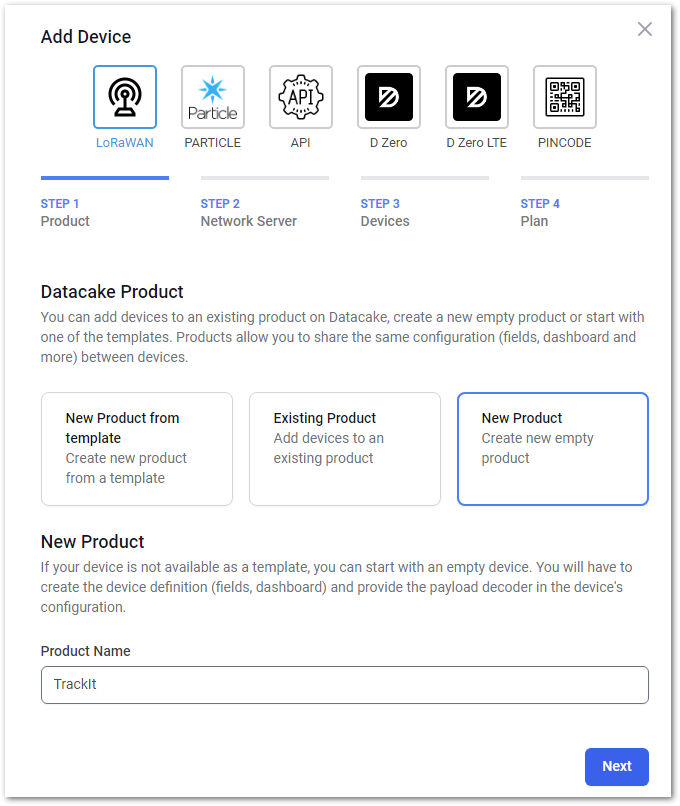 Add Device
Particle
API
LoRaWAN
PARTICLE
API
D Zero
D Zero LTE
PINCODE
STEP 1
Product
STEP 2
Network Server
STEP 3
Devices
STEP 4
Plan
Datacake Product
You can add devices to an existing product on Datacake, create a new empty product or start with
one of the templates. Products allow you to share the same configuration (fields, dashboard and
more) between devices.
New Product from
template
Create new product
from a template
Existing Product
Add devices to an
existing product
New Product
Create new empty
product
New Product
If your device is not available as a template, you can start with an empty device. You will have to
create the device definition (fields, dashboard) and provide the payload decoder in the device's
configuration.
Product Name
TrackIt
Next